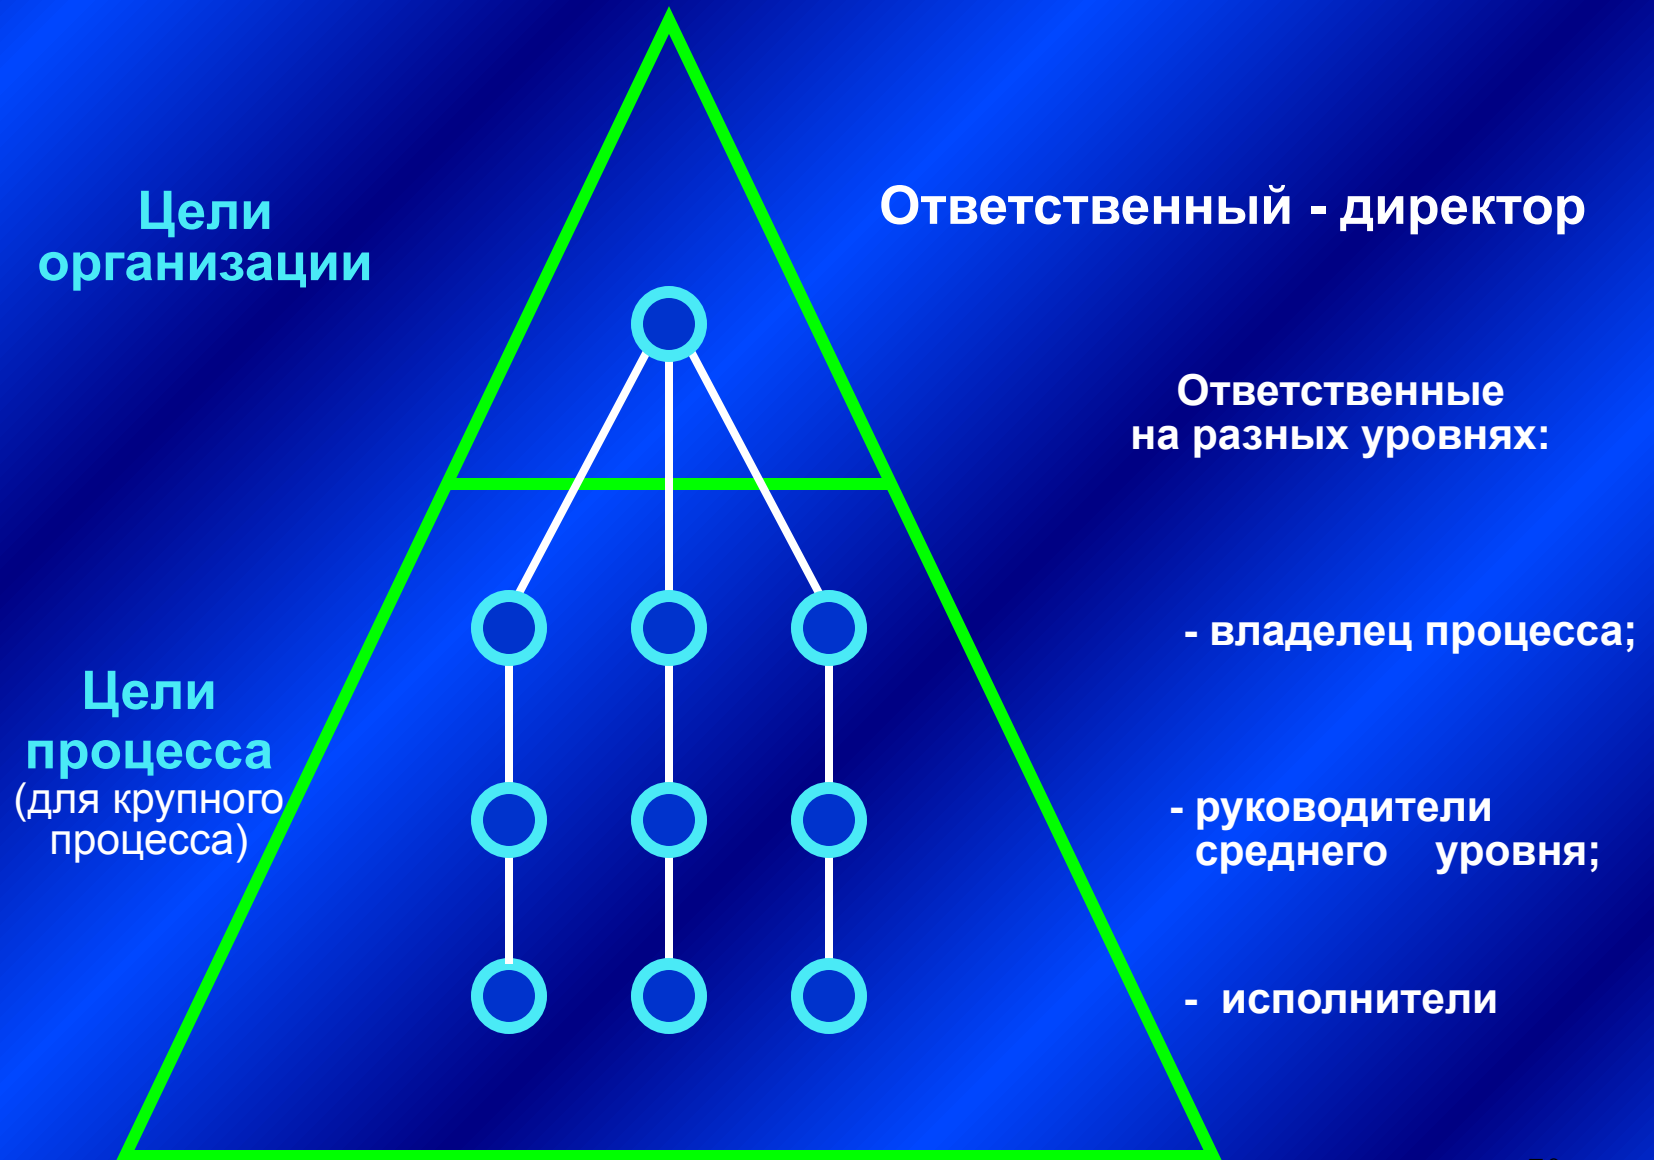 Цели
организации
Ответственный - директор
Ответственные
на разных уровнях:
- владелец процесса;
Цели
процесса
(для крупного
процесса)
- руководители
среднего уровня;
- исполнители